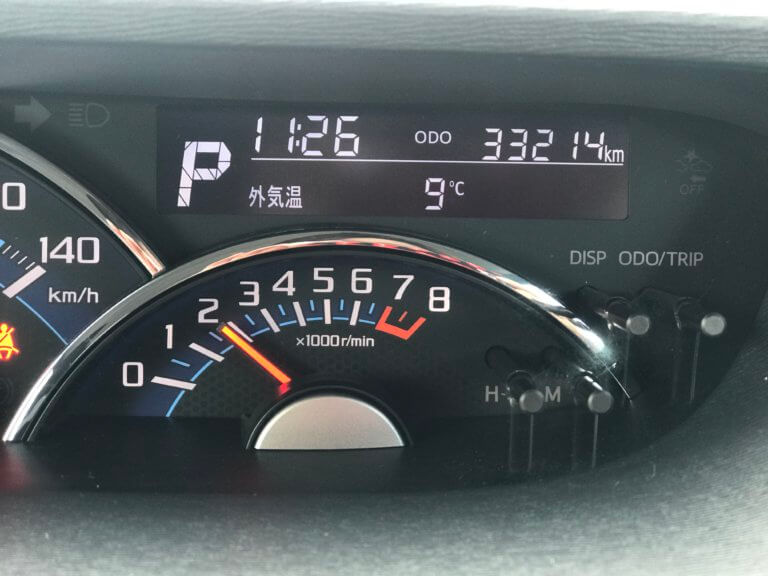 P 11:26 ODO 33214km
外気温 9℃
OFF
0
140
km/h
DISP ODO/TRIP
0 1 2 3 4 5 6 7 8
×1000r/min
H M